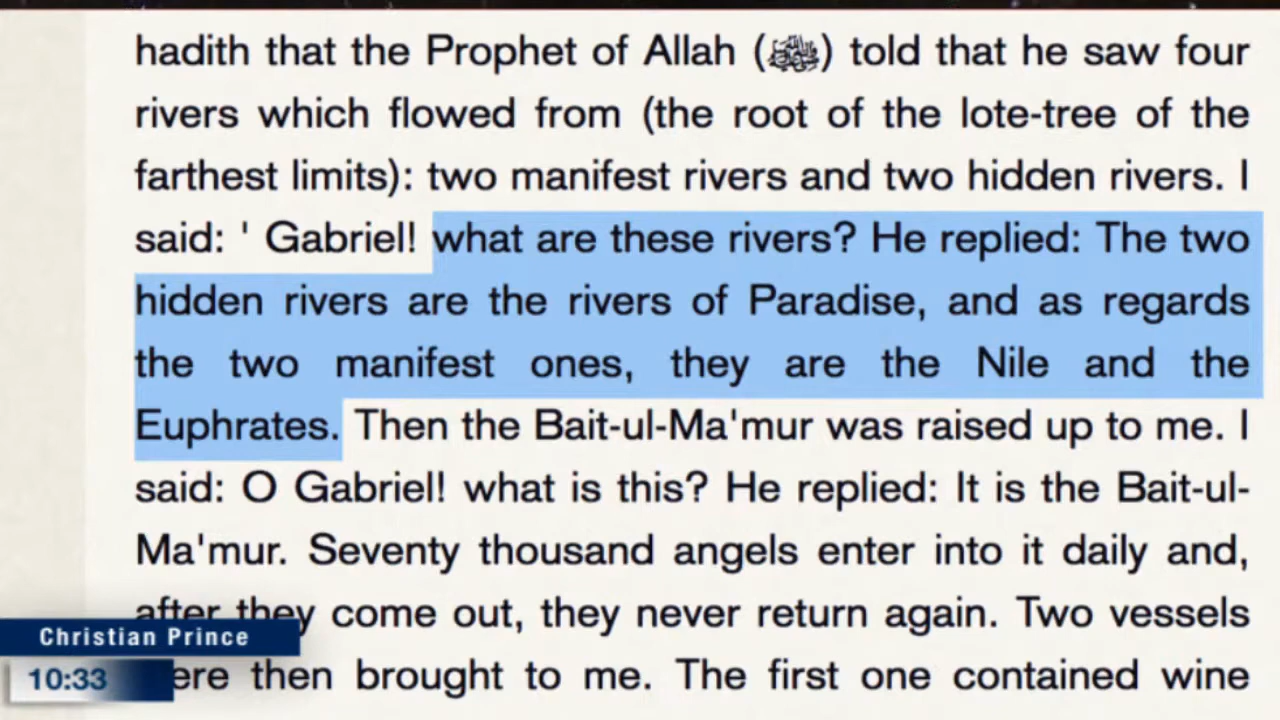 hadith that the Prophet of Allah (ﷺ) told that he saw four
rivers which flowed from (the root of the lote-tree of the
farthest limits): two manifest rivers and two hidden rivers. I
said: ' Gabriel! what are these rivers? He replied: The two
hidden rivers are the rivers of Paradise, and as regards
the two manifest ones, they are the Nile and the
Euphrates. Then the Bait-ul-Ma'mur was raised up to me. I
said: O Gabriel! what is this? He replied: It is the Bait-ul-
Ma'mur. Seventy thousand angels enter into it daily and,
after they come out, they never return again. Two vessels
were then brought to me. The first one contained wine
Christian Prince
10:33